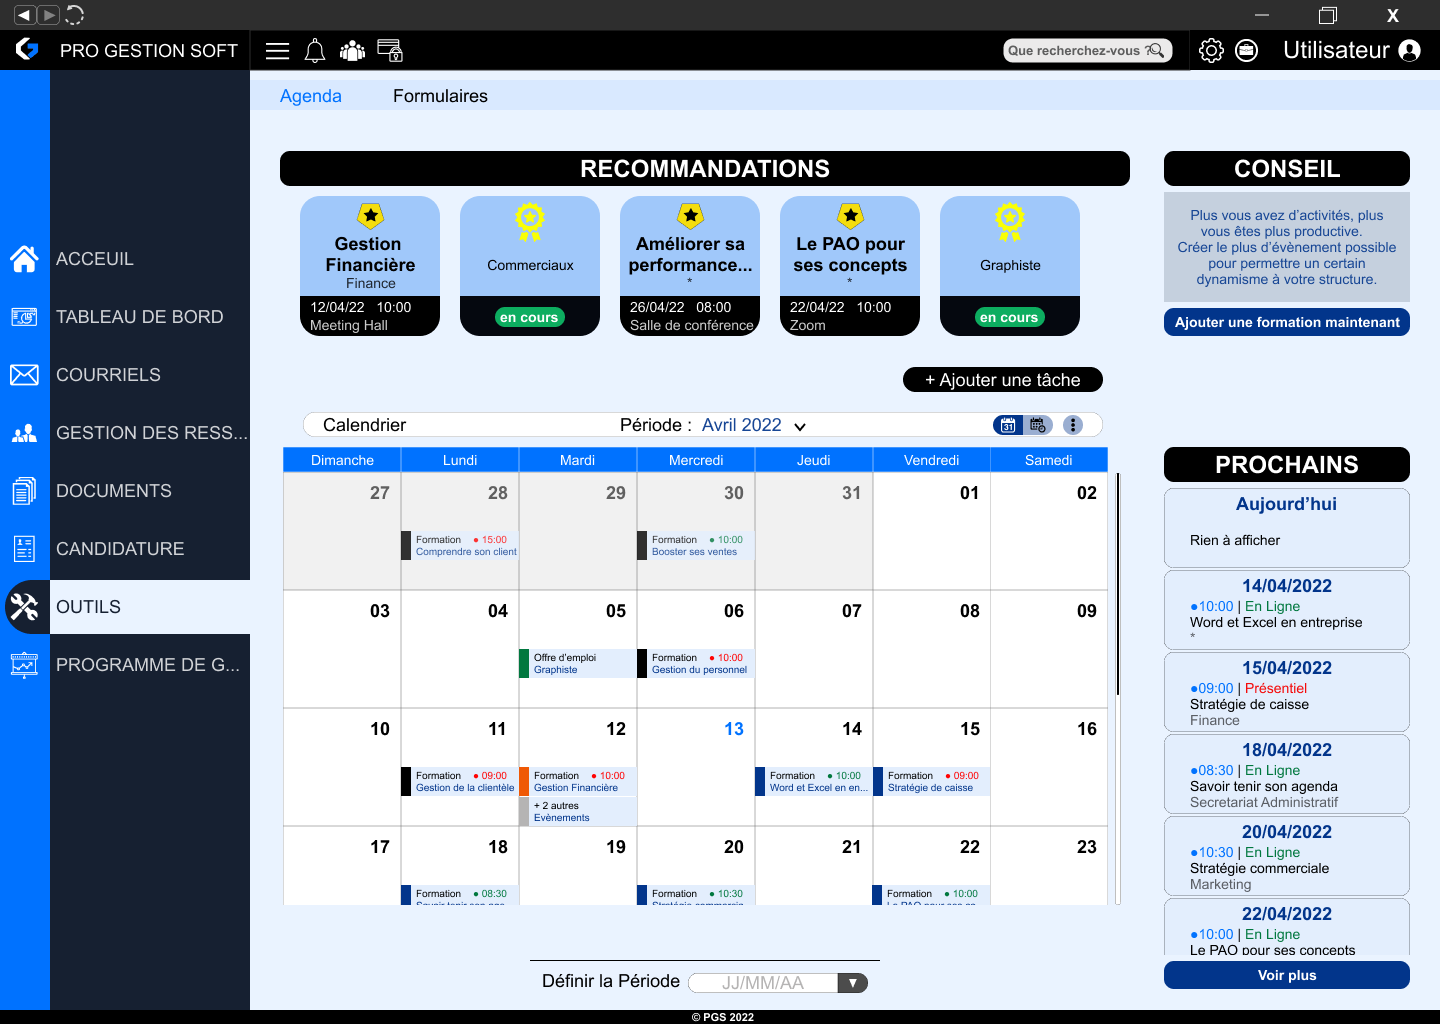 PRO GESTION SOFT
Que recherchez-vous ?
Utilisateur
X
Agenda
Formulaires
ACCEUIL
TABLEAU DE BORD
COURRIELS
GESTION DES RESS...
DOCUMENTS
CANDIDATURE
OUTILS
PROGRAMME DE G...
RECOMMANDATIONS
Gestion
Financière
Finance
12/04/22 10:00
Meeting Hall
Commerciaux
en cours
Améliorer sa
performance...
*
26/04/22 08:00
Salle de conférence
Le PAO pour
ses concepts
*
22/04/22 10:00
Zoom
Graphiste
en cours
CONSEIL
Plus vous avez d'activités, plus
vous êtes plus productive.
Créer le plus d'évènement possible
pour permettre un certain
dynamisme à votre structure.
Ajouter une formation maintenant
+ Ajouter une tâche
Calendrier
Période : Avril 2022
31
Dimanche Lundi Mardi Mercredi Jeudi Vendredi Samedi
27 28 29 30 31 01 02
Formation ● 15:00
Comprendre son client
Formation ● 10:00
Booster ses ventes
03 04 05 06 07 08 09
Offre d'emploi
Graphiste
Formation ● 10:00
Gestion du personnel
10 11 12 13 14 15 16
Formation ● 09:00
Gestion de la clientèle
Formation ● 10:00
Gestion Financière
+ 2 autres
Evènements
Formation ● 10:00
Word et Excel en en...
Formation ● 09:00
Stratégie de caisse
17 18 19 20 21 22 23
Formation ● 08:30
Savoir tenir son age...
Formation ● 10:30
Stratégie commercia...
Formation ● 10:00
Le PAO pour ses co...
PROCHAINS
Aujourd'hui
Rien à afficher
14/04/2022
●10:00 | En Ligne
Word et Excel en entreprise
*
15/04/2022
●09:00 | Présentiel
Stratégie de caisse
Finance
18/04/2022
●08:30 | En Ligne
Savoir tenir son agenda
Secretariat Administratif
20/04/2022
●10:30 | En Ligne
Stratégie commerciale
Marketing
22/04/2022
●10:00 | En Ligne
Le PAO pour ses concepts
Voir plus
Définir la Période
JJ/MM/AA
© PGS 2022